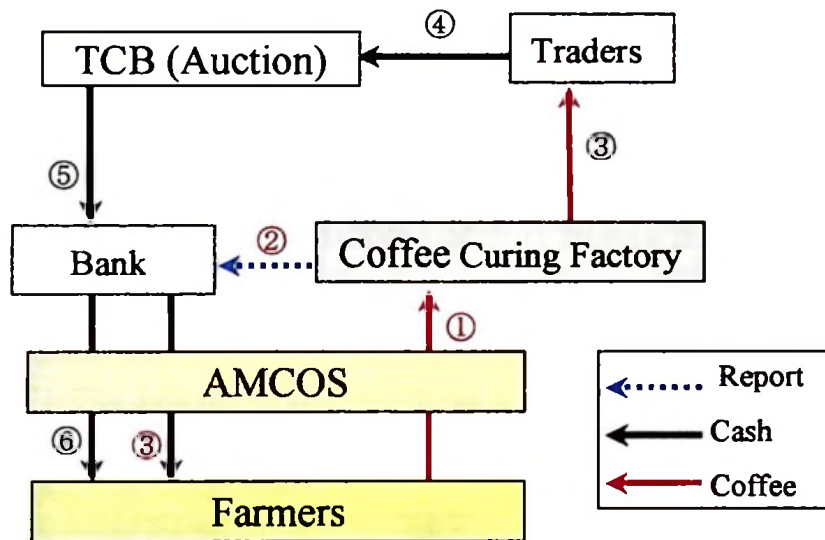 ④
TCB (Auction)
Traders
⑤
③
②
Bank
Coffee Curing Factory
①
AMCOS
Report
⑥
③
Cash
Coffee
Farmers